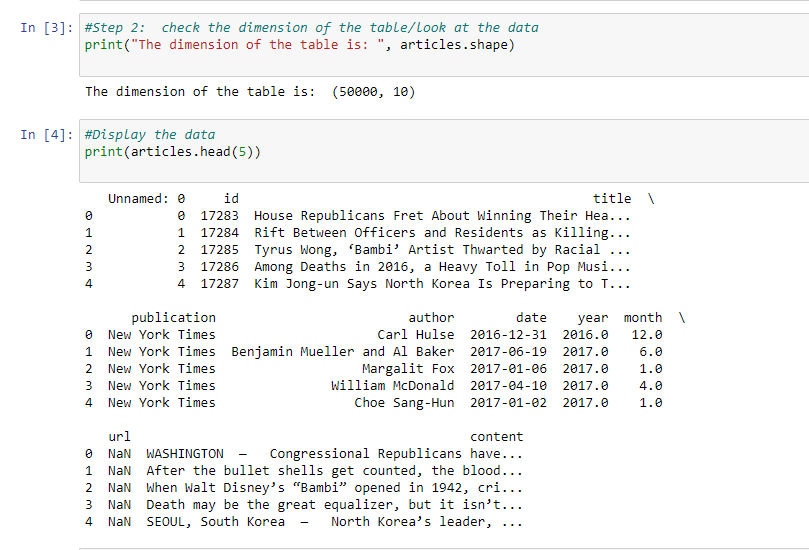 In [3]: #Step 2:  check the dimension of the table/look at the data
print("The dimension of the table is: ", articles.shape)
The dimension of the table is:  (50000, 10)
In [4]: #Display the data
print(articles.head(5))
   Unnamed: 0     id                                              title  \
0           0  17283  House Republicans Fret About Winning Their Hea...
1           1  17284  Rift Between Officers and Residents as Killing...
2           2  17285  Tyrus Wong, ‘Bambi’ Artist Thwarted by Racial ...
3           3  17286  Among Deaths in 2016, a Heavy Toll in Pop Musi...
4           4  17287  Kim Jong-un Says North Korea Is Preparing to T...
      publication                         author        date    year  month  \
0  New York Times                     Carl Hulse  2016-12-31  2016.0   12.0
1  New York Times  Benjamin Mueller and Al Baker  2017-06-19  2017.0    6.0
2  New York Times                   Margalit Fox  2017-01-06  2017.0    1.0
3  New York Times               William McDonald  2017-04-10  2017.0    4.0
4  New York Times                  Choe Sang-Hun  2017-01-02  2017.0    1.0
   url                                            content
0  NaN  WASHINGTON  —   Congressional Republicans have...
1  NaN  After the bullet shells get counted, the blood...
2  NaN  When Walt Disney’s “Bambi” opened in 1942, cri...
3  NaN  Death may be the great equalizer, but it isn’t...
4  NaN  SEOUL, South Korea  —   North Korea’s leader, ...